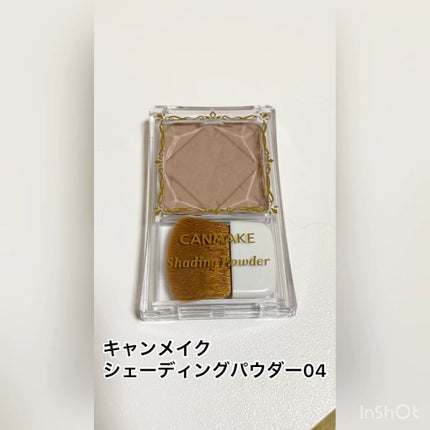 CANMAKE
Shading Powder
キャンメイク
シェーディングパウダー04
InShOt